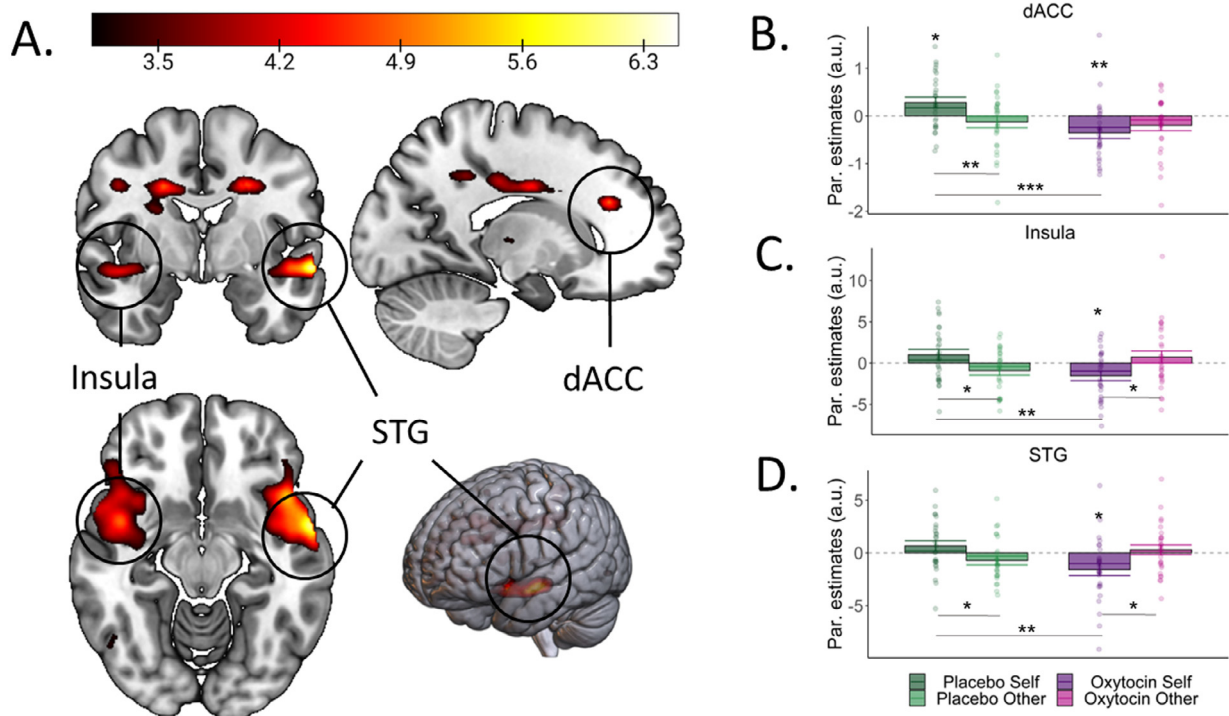 A.
3.5 4.2 4.9 5.6 6.3
Insula
dACC
STG
B.
dACC
Par. estimates (a.u.)
1
0
-1
-2
*
**
**
***
C.
Insula
Par. estimates (a.u.)
10
5
0
-5
*
*
*
**
D.
STG
Par. estimates (a.u.)
5
0
-5
*
*
*
**
Placebo Self Oxytocin Self
Placebo Other Oxytocin Other